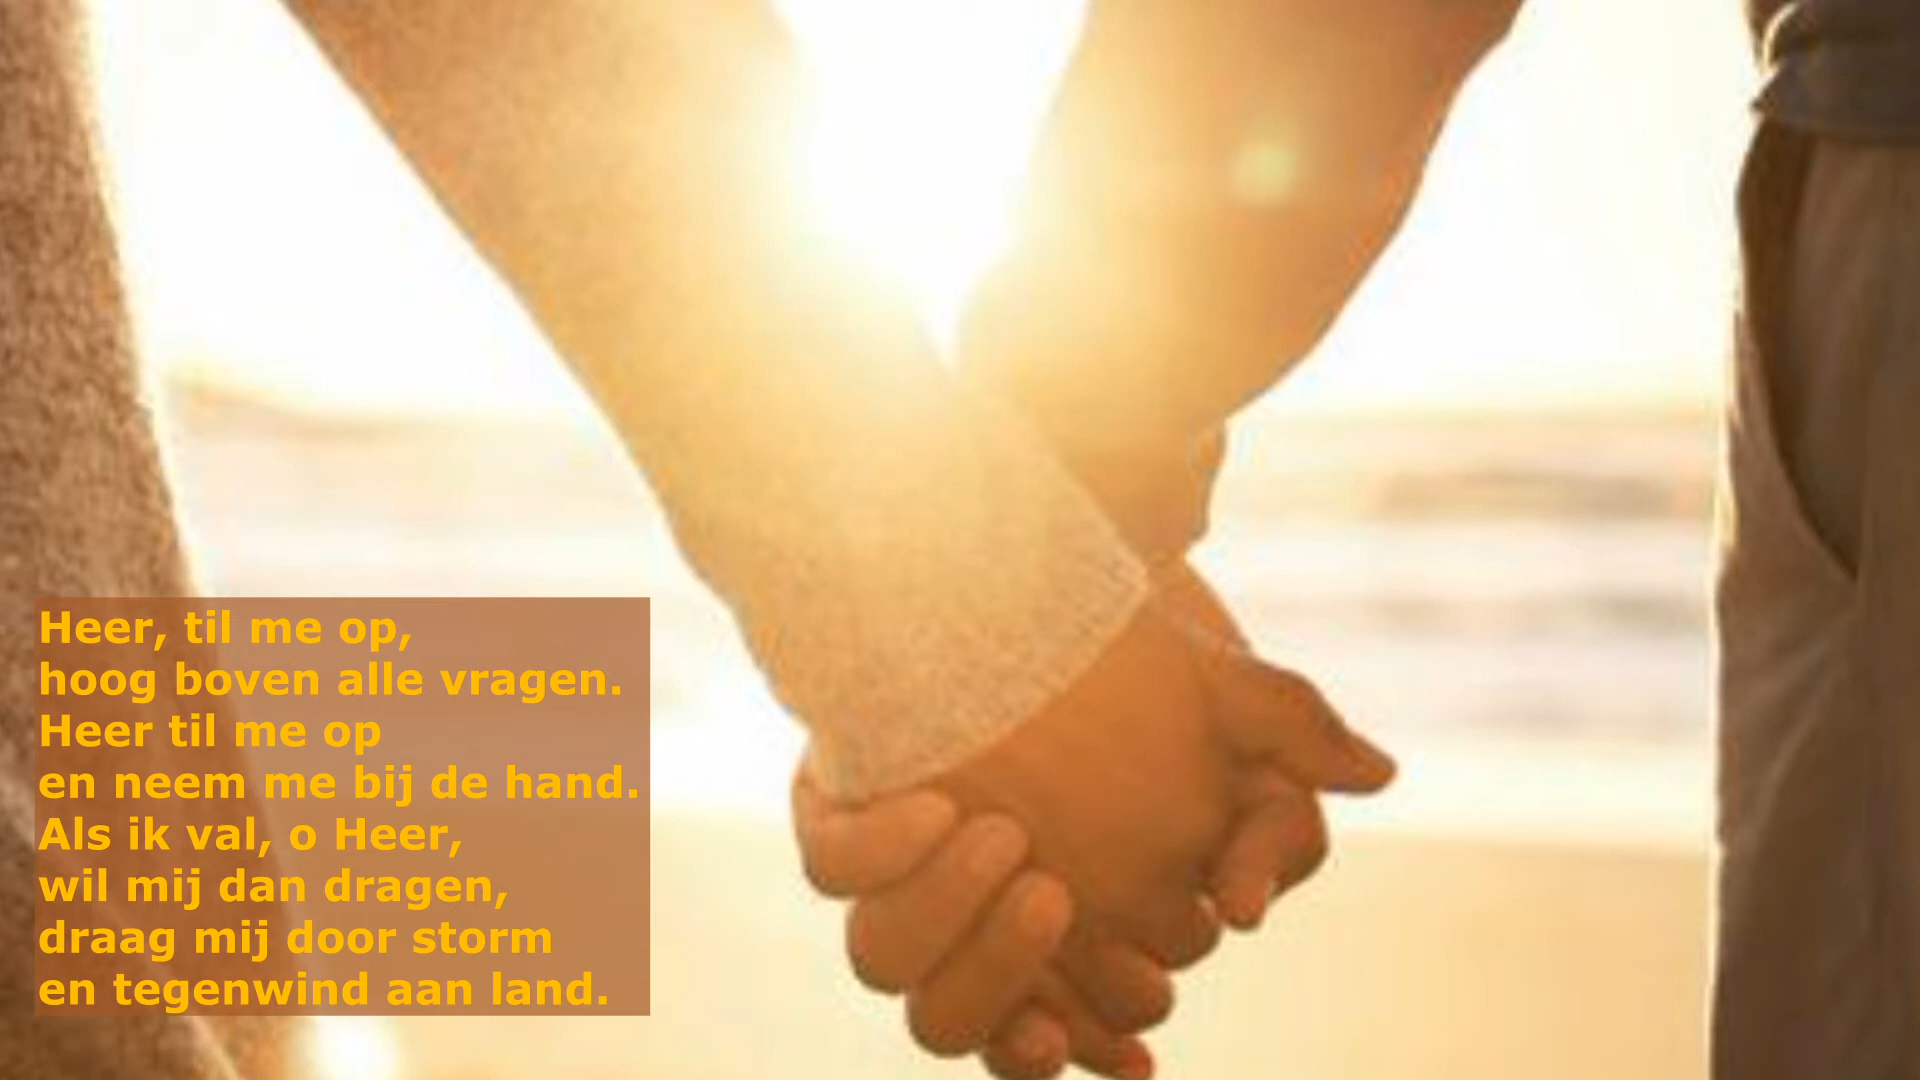 Heer, til me op,
hoog boven alle vragen.
Heer til me op
en neem me bij de hand.
Als ik val, o Heer,
wil mij dan dragen,
draag mij door storm
en tegenwind aan land.